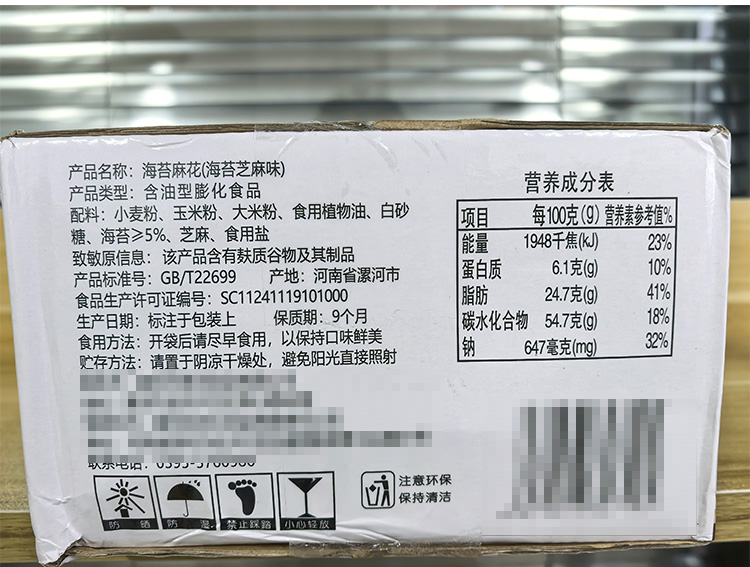 产品名称：海苔麻花(海苔芝麻味)
产品类型：含油型膨化食品
配料：小麦粉、玉米粉、大米粉、食用植物油、白砂
糖、海苔≥5%、芝麻、食用盐
致敏原信息：该产品含有麸质谷物及其制品
产品标准号：GB/T22699 产地：河南省漯河市
食品生产许可证编号：SC11241119101000
生产日期：标注于包装上 保质期：9个月
食用方法：开袋后请尽早食用，以保持口味鲜美
贮存方法：请置于阴凉干燥处，避免阳光直接照射
联系电话：
防晒
防湿
禁止踩踏
小心轻放
注意环保
保持清洁
营养成分表
项目 每100克(g) 营养素参考值%
能量 1948千焦(kJ) 23%
蛋白质 6.1克(g) 10%
脂肪 24.7克(g) 41%
碳水化合物 54.7克(g) 18%
钠 647毫克(mg) 32%